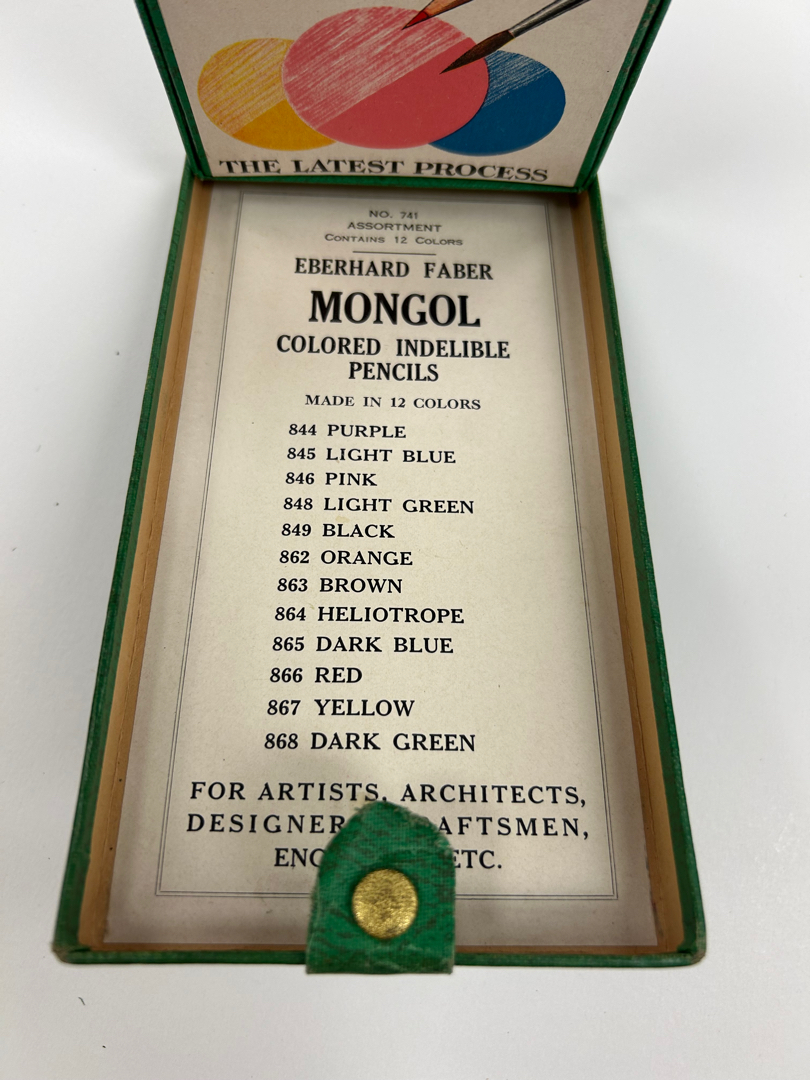 THE LATEST PROCESS
NO. 741
ASSORTMENT
CONTAINS 12 COLORS
EBERHARD FABER
MONGOL
COLORED INDELIBLE
PENCILS
MADE IN 12 COLORS
844 PURPLE
845 LIGHT BLUE
846 PINK
848 LIGHT GREEN
849 BLACK
862 ORANGE
863 BROWN
864 HELIOTROPE
865 DARK BLUE
866 RED
867 YELLOW
868 DARK GREEN
FOR ARTISTS, ARCHITECTS,
ETC.